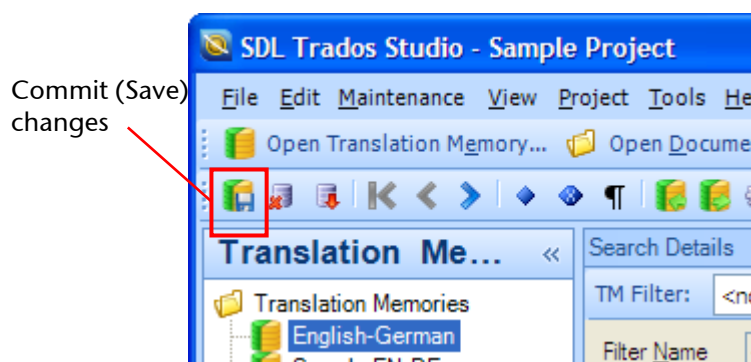 SDL Trados Studio - Sample Project
Commit (Save)
changes
File Edit Maintenance View Project Tools
Open Translation Memory... Open
Translation Me...
Search Details
Translation Memories
TM Filter:
English-German
Filter Name